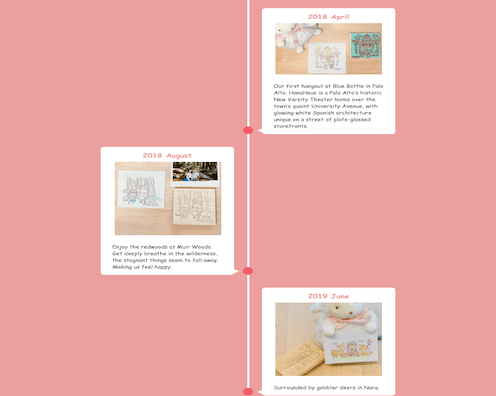 2018 April
Our first hangout at Blue Bottle in Palo
Alto. HanaHaus is a Palo Alto's historic
New Varsity Theater looms over the
town's quaint University Avenue, with
glowing white Spanish architecture
unique on a street of plate-glassed
storefronts.
2018 August
Enjoy the redwoods at Muir Woods.
Get deeply breathe in the wilderness,
the stagnant things seem to fall away.
Making us feel happy.
2019 June
Surrounded by gobbler deers in Nara,